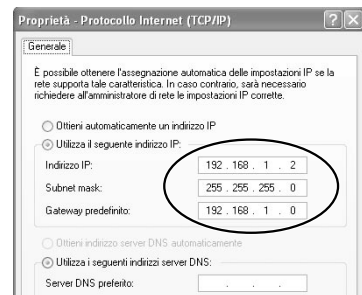 Proprietà - Protocollo Internet (TCP/IP)
Generale
È possibile ottenere l'assegnazione automatica delle impostazioni IP se la
rete supporta tale caratteristica. In caso contrario, sarà necessario
richiedere all'amministratore di rete le impostazioni IP corrette.
Ottieni automaticamente un indirizzo IP
Utilizza il seguente indirizzo IP:
Indirizzo IP: 192 . 168 . 1 . 2
Subnet mask: 255 . 255 . 255 . 0
Gateway predefinito: 192 . 168 . 1 . 0
Ottieni indirizzo server DNS automaticamente
Utilizza i seguenti indirizzi server DNS:
Server DNS preferito: . . .